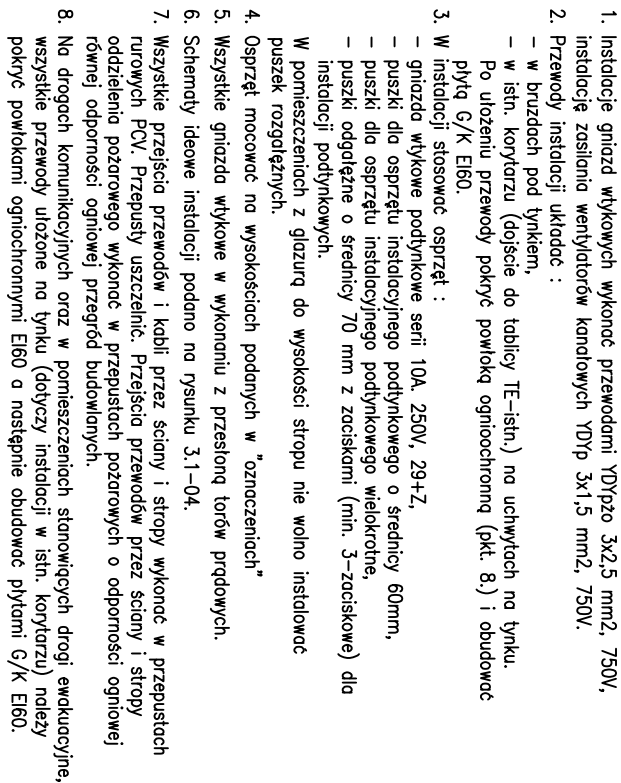 1. Instalacje gniazd wtykowych wykonać przewodami YDYpżo 3x2,5 mm2, 750V,
instalację zasilania wentylatorów kanałowych YDYp 3x1,5 mm2, 750V.
2. Przewody instalacji układać :
– w bruzdach pod tynkiem,
– w istn. korytarzu (dojście do tablicy TE–istn.) na uchwytach na tynku.
Po ułożeniu przewody pokryć powłoką ognioochronną (pkt. 8.) i obudować
płytą G/K EI60.
3. W instalacji stosować osprzęt :
– gniazda wtykowe podtynkowe serii 10A. 250V, 29+Z,
– puszki dla osprzętu instalacyjnego podtynkowego o średnicy 60mm,
– puszki dla osprzętu instalacyjnego podtynkowego wielokrotne,
– puszki odgałęźne o średnicy 70 mm z zaciskami (min. 3–zaciskowe) dla
instalacji podtynkowych.
W pomieszczeniach z glazurą do wysokości stropu nie wolno instalować
puszek rozgałęźnych.
4. Osprzęt mocować na wysokościach podanych w "oznaczeniach"
5. Wszystkie gniazda wtykowe w wykonaniu z przesłoną torów prądowych.
6. Schematy ideowe instalacji podano na rysunku 3.1–04.
7. Wszystkie przejścia przewodów i kabli przez ściany i stropy wykonać w przepustach
rurowych PCV. Przepusty uszczelnić. Przejścia przewodów przez ściany i stropy
oddzielenia pożarowego wykonać w przepustach pożarowych o odporności ogniowej
równej odporności ogniowej przegród budowlanych.
8. Na drogach komunikacyjnych oraz w pomieszczeniach stanowiących drogi ewakuacyjne,
wszystkie przewody ułożone na tynku (dotyczy instalacji w istn. korytarzu) należy
pokryć powłokami ogniochronnymi EI60 a następnie obudować płytami G/K EI60.